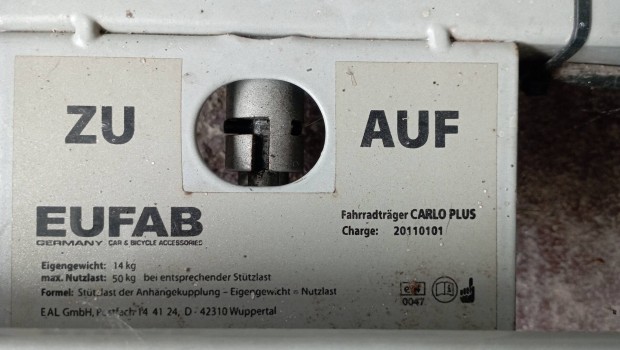 ZU AUF
EUFAB
GERMANY CAR & BICYCLE ACCESSORIES
Fahrradträger CARLO PLUS
Charge: 20110101
Eigengewicht: 14 kg
max. Nutzlast: 50 kg bei entsprechender Stützlast
Formel: Stützlast der Anhängekupplung – Eigengewicht = Nutzlast
EAL GmbH, Postfach 14 41 24, D - 42310 Wuppertal
0047